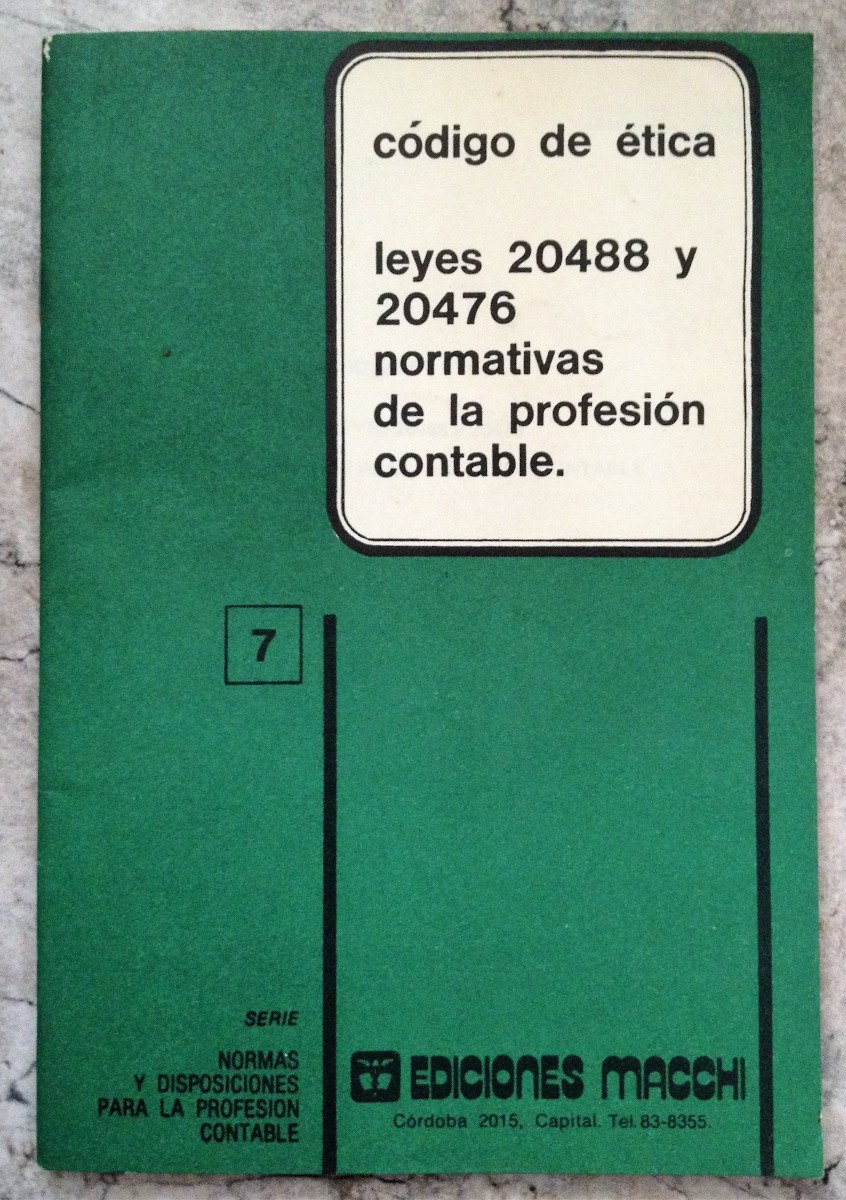 código de ética
leyes 20488 y
20476
normativas
de la profesión
contable.
7
SERIE
NORMAS
Y DISPOSICIONES
PARA LA PROFESION
CONTABLE
EDICIONES MACCHI
Córdoba 2015, Capital. Tel. 83-8355.